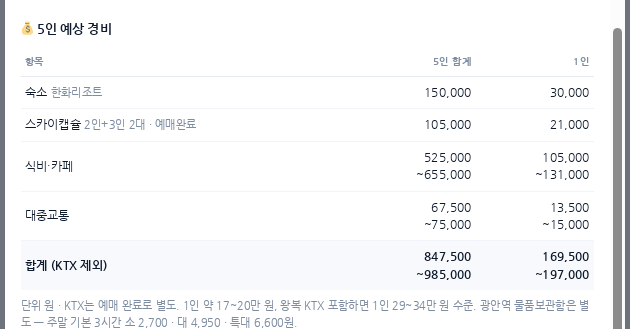 💰 5인 예상 경비
항목 5인 합계 1인
숙소 한화리조트 150,000 30,000
스카이캡슐 2인+3인 2대 · 예매완료 105,000 21,000
식비·카페 525,000 ~655,000 105,000 ~131,000
대중교통 67,500 ~75,000 13,500 ~15,000
합계 (KTX 제외) 847,500 ~985,000 169,500 ~197,000
단위 원 · KTX는 예매 완료로 별도. 1인 약 17~20만 원, 왕복 KTX 포함하면 1인 29~34만 원 수준. 광안역 물품보관함은 별
도 — 주말 기본 3시간 소 2,700 · 대 4,950 · 특대 6,600원.